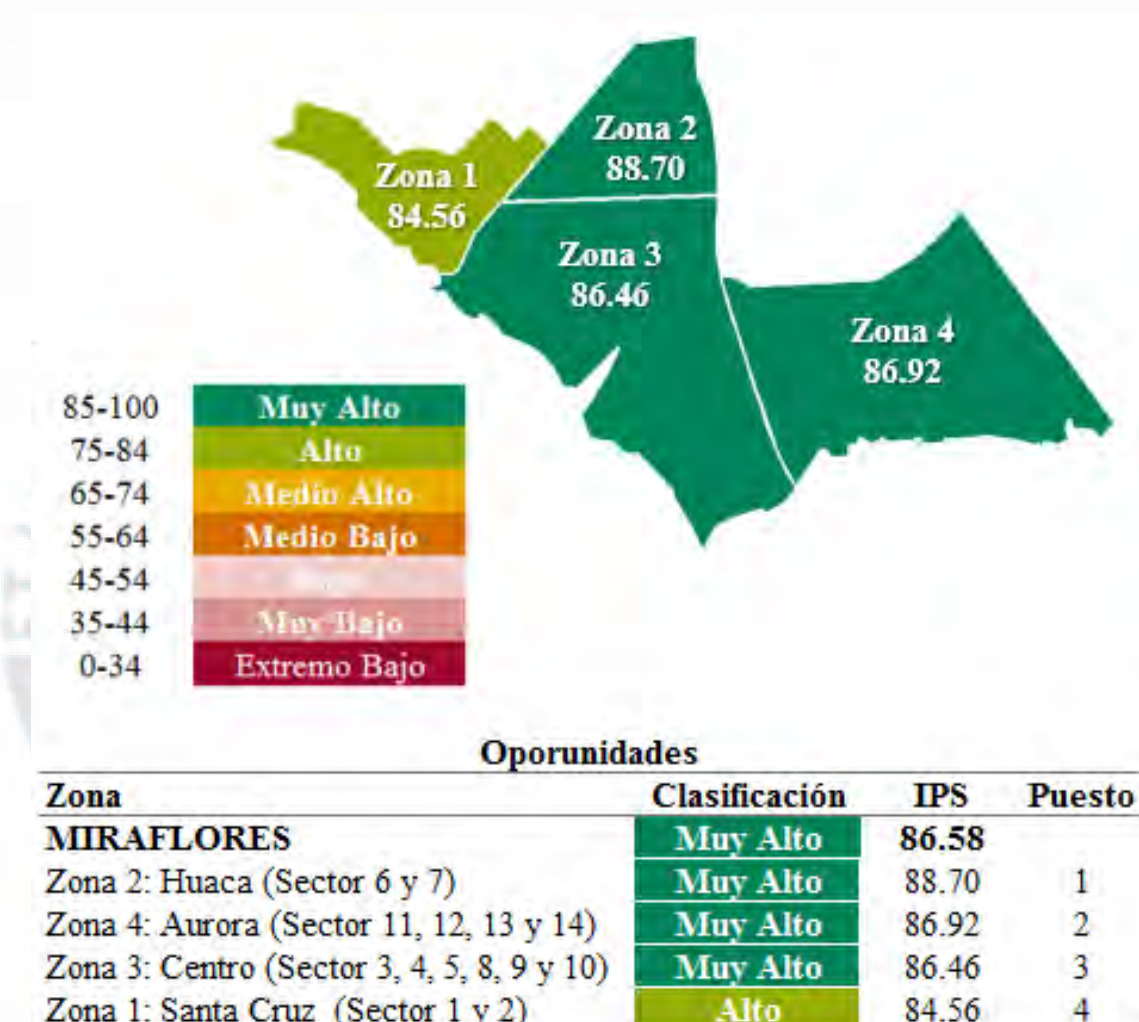 Zona 2
88.70
Zona 1
84.56
Zona 3
86.46
Zona 4
86.92
85-100 Muy Alto
75-84 Alto
65-74 Medio Alto
55-64 Medio Bajo
45-54
35-44 Muy Bajo
0-34 Extremo Bajo
Oporunidades
Zona Clasificación IPS Puesto
MIRAFLORES Muy Alto 86.58
Zona 2: Huaca (Sector 6 y 7) Muy Alto 88.70 1
Zona 4: Aurora (Sector 11, 12, 13 y 14) Muy Alto 86.92 2
Zona 3: Centro (Sector 3, 4, 5, 8, 9 y 10) Muy Alto 86.46 3
Zona 1: Santa Cruz (Sector 1 y 2) Alto 84.56 4